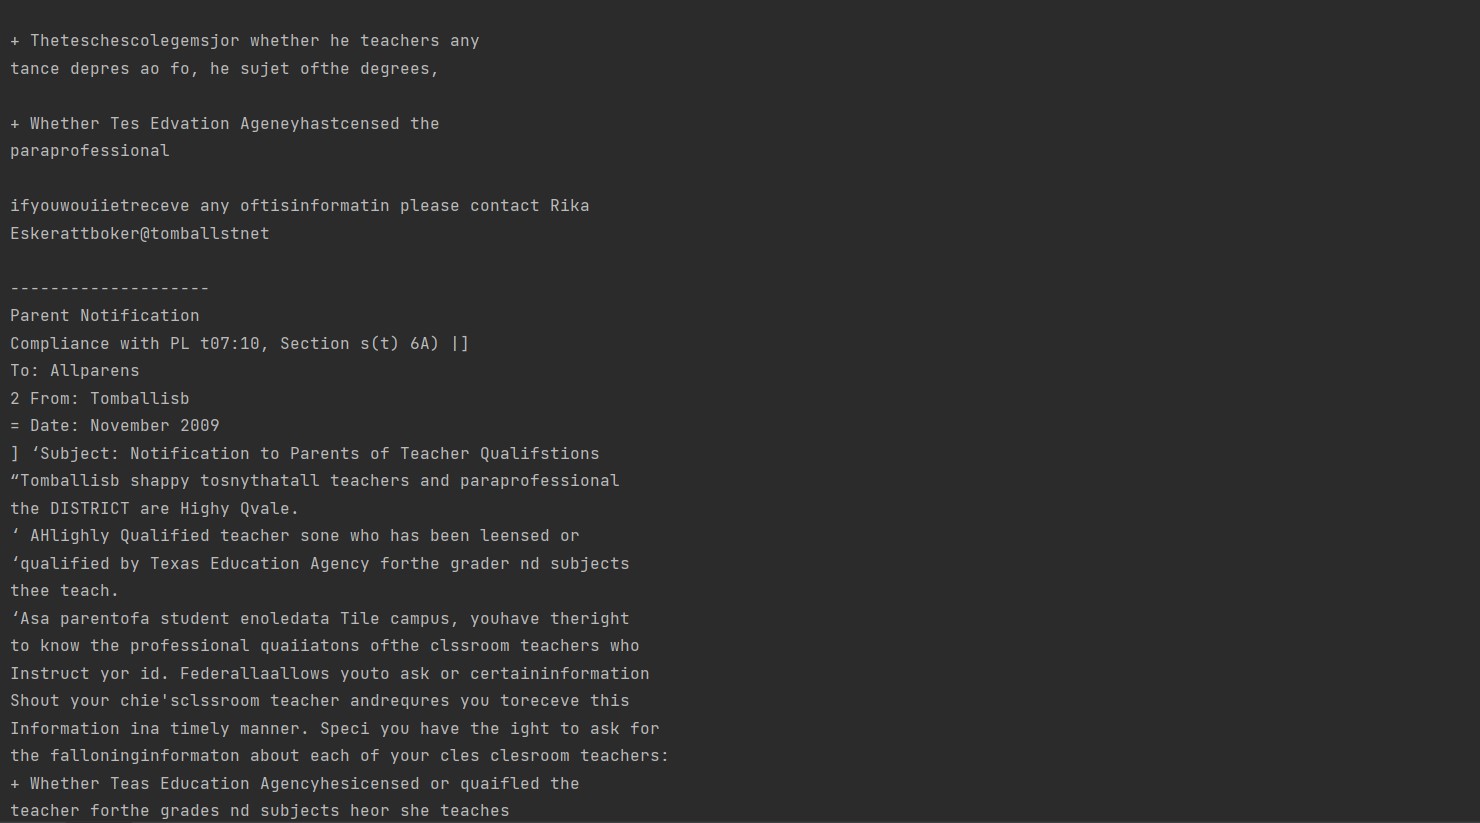 + Theteschescolegemsjor whether he teachers any
tance depres ao fo, he sujet ofthe degrees,
+ Whether Tes Edvation Ageneyhastcensed the
paraprofessional
ifyouwouiietreceve any oftisinformatin please contact Rika
Eskerattboker@tomballstnet
--------------------
Parent Notification
Compliance with PL t07:10, Section s(t) 6A) |]
To: Allparens
2 From: Tomballisb
= Date: November 2009
] ‘Subject: Notification to Parents of Teacher Qualifstions
“Tomballisb shappy tosnythatall teachers and paraprofessional
the DISTRICT are Highy Qvale.
‘ AHlighly Qualified teacher sone who has been leensed or
‘qualified by Texas Education Agency forthe grader nd subjects
thee teach.
‘Asa parentofa student enoledata Tile campus, youhave theright
to know the professional quaiiatons ofthe clssroom teachers who
Instruct yor id. Federallaallows youto ask or certaininformation
Shout your chie'sclssroom teacher andrequres you toreceve this
Information ina timely manner. Speci you have the ight to ask for
the falloninginformaton about each of your cles clesroom teachers:
+ Whether Teas Education Agencyhesicensed or quaifled the
teacher forthe grades nd subjects heor she teaches